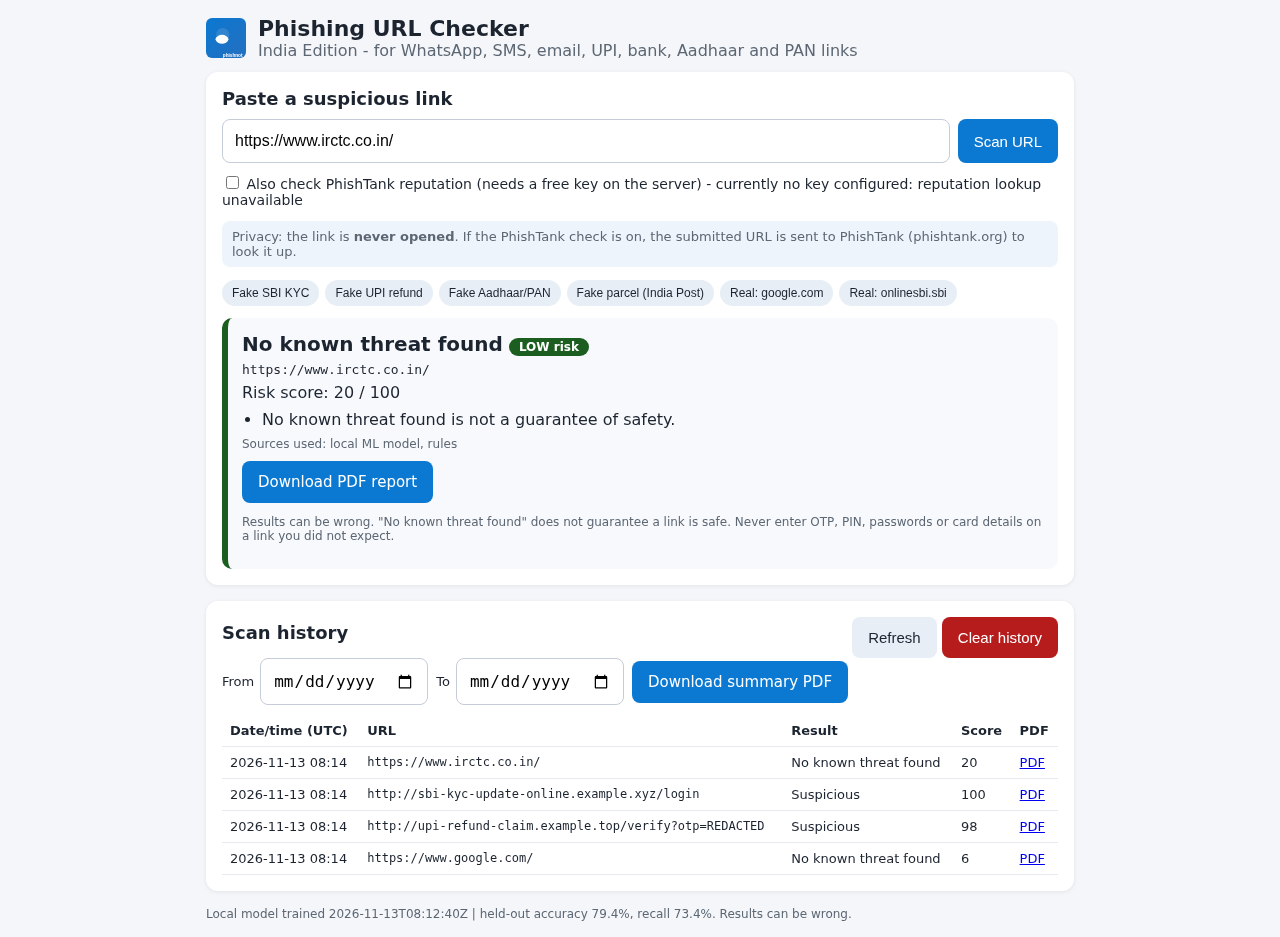 Phishing URL Checker
India Edition - for WhatsApp, SMS, email, UPI, bank, Aadhaar and PAN links
phishnot
Paste a suspicious link
https://www.irctc.co.in/
Scan URL
Also check PhishTank reputation (needs a free key on the server) - currently no key configured: reputation lookup
unavailable
Privacy: the link is never opened. If the PhishTank check is on, the submitted URL is sent to PhishTank (phishtank.org) to
look it up.
Fake SBI KYC Fake UPI refund Fake Aadhaar/PAN Fake parcel (India Post) Real: google.com Real: onlinesbi.sbi
No known threat found LOW risk
https://www.irctc.co.in/
Risk score: 20 / 100
• No known threat found is not a guarantee of safety.
Sources used: local ML model, rules
Download PDF report
Results can be wrong. "No known threat found" does not guarantee a link is safe. Never enter OTP, PIN, passwords or card details on
a link you did not expect.
Scan history
Refresh Clear history
From mm/dd/yyyy To mm/dd/yyyy Download summary PDF
Date/time (UTC) URL Result Score PDF
2026-11-13 08:14 https://www.irctc.co.in/ No known threat found 20 PDF
2026-11-13 08:14 http://sbi-kyc-update-online.example.xyz/login Suspicious 100 PDF
2026-11-13 08:14 http://upi-refund-claim.example.top/verify?otp=REDACTED Suspicious 98 PDF
2026-11-13 08:14 https://www.google.com/ No known threat found 6 PDF
Local model trained 2026-11-13T08:12:40Z | held-out accuracy 79.4%, recall 73.4%. Results can be wrong.